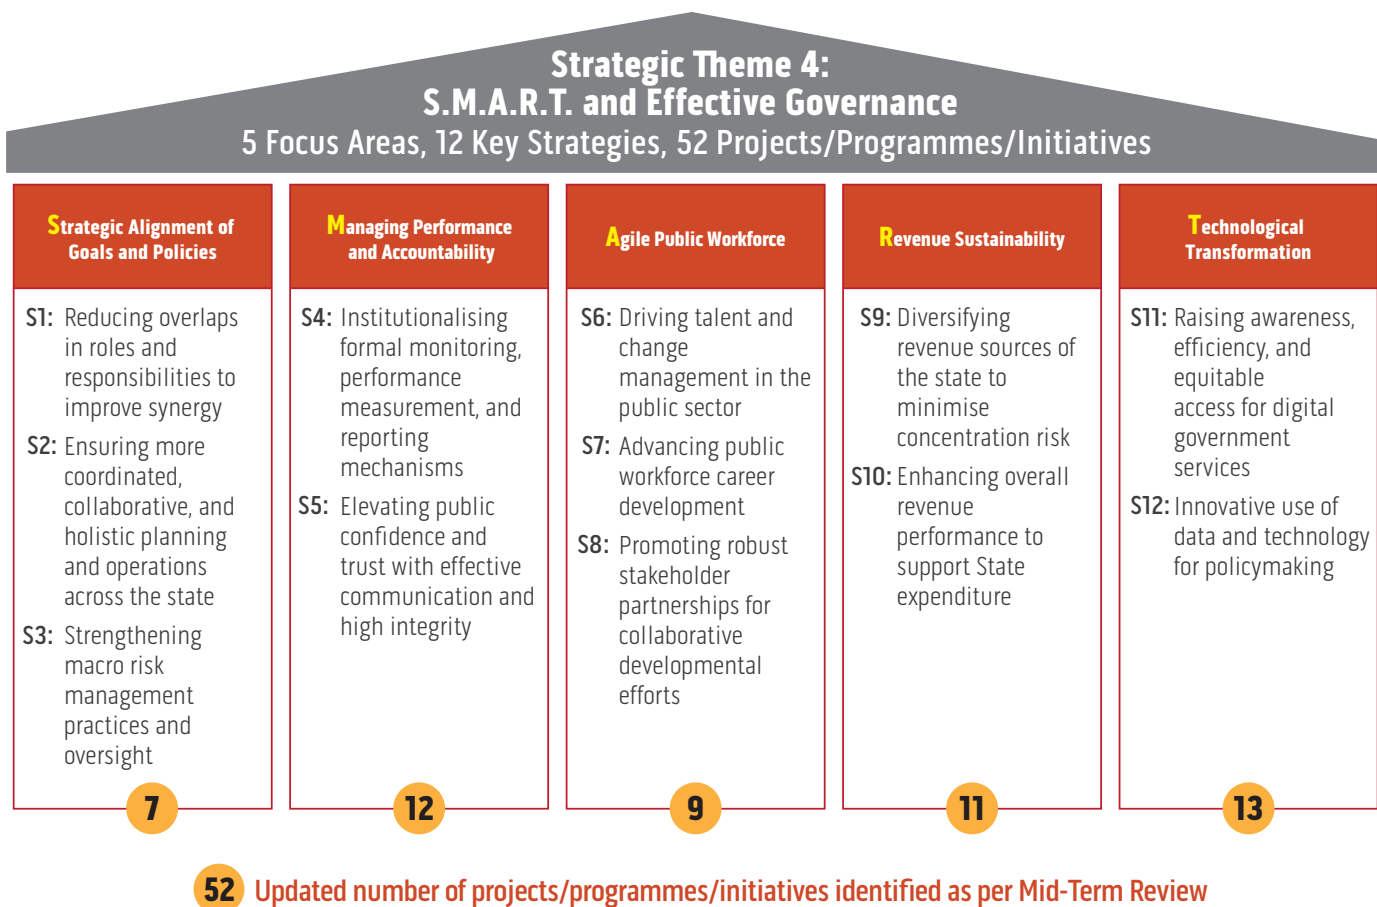 Strategic Theme 4:
S.M.A.R.T. and Effective Governance
5 Focus Areas, 12 Key Strategies, 52 Projects/Programmes/Initiatives
Strategic Alignment of
Goals and Policies
S1: Reducing overlaps
in roles and
responsibilities to
improve synergy
S2: Ensuring more
coordinated,
collaborative, and
holistic planning
and operations
across the state
S3: Strengthening
macro risk
management
practices and
oversight
7
Managing Performance
and Accountability
S4: Institutionalising
formal monitoring,
performance
measurement, and
reporting
mechanisms
S5: Elevating public
confidence and
trust with effective
communication and
high integrity
12
Agile Public Workforce
S6: Driving talent and
change
management in the
public sector
S7: Advancing public
workforce career
development
S8: Promoting robust
stakeholder
partnerships for
collaborative
developmental
efforts
9
Revenue Sustainability
S9: Diversifying
revenue sources of
the state to
minimise
concentration risk
S10: Enhancing overall
revenue
performance to
support State
expenditure
11
Technological
Transformation
S11: Raising awareness,
efficiency, and
equitable
access for digital
government
services
S12: Innovative use of
data and technology
for policymaking
13
52 Updated number of projects/programmes/initiatives identified as per Mid-Term Review